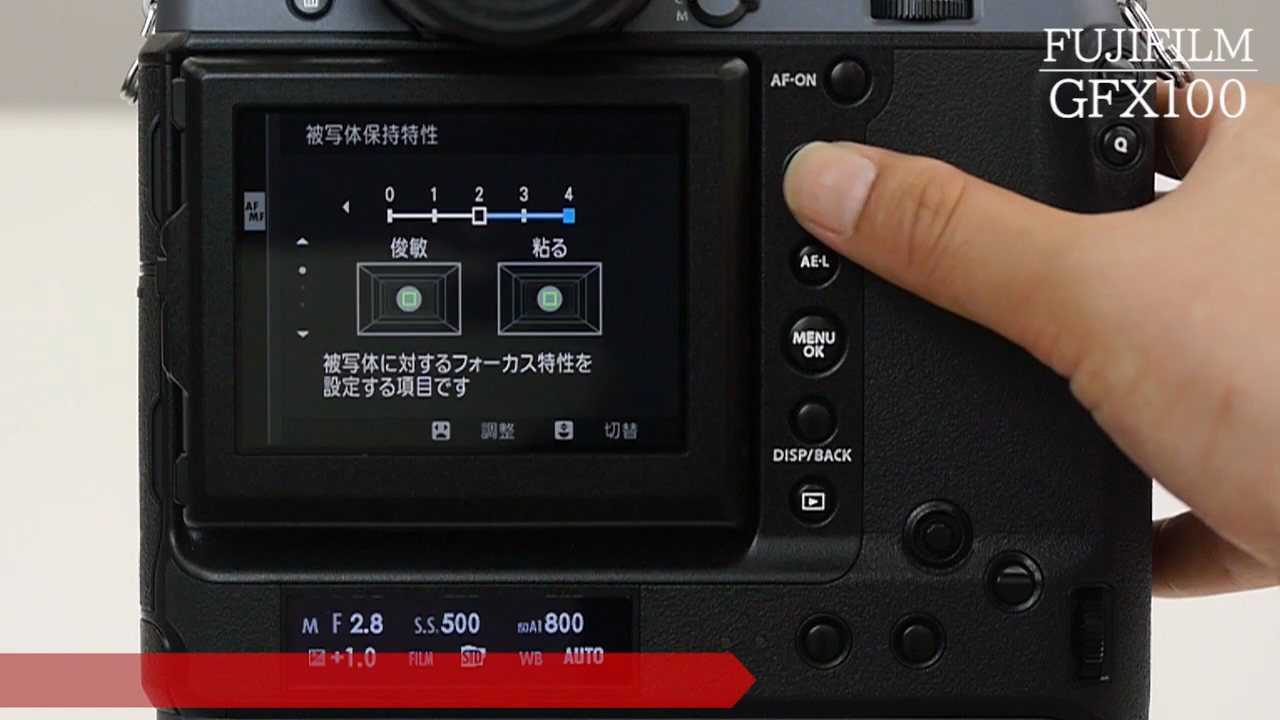 FUJIFILM
GFX100
AF-ON
Q
被写体保持特性
0 1 2 3 4
AF
MF
俊敏 粘る
被写体に対するフォーカス特性を
設定する項目です
調整 切替
AE-L
MENU
OK
DISP/BACK
M F 2.8 S.S. 500 ISO A1 800
+1.0 FILM STD WB AUTO